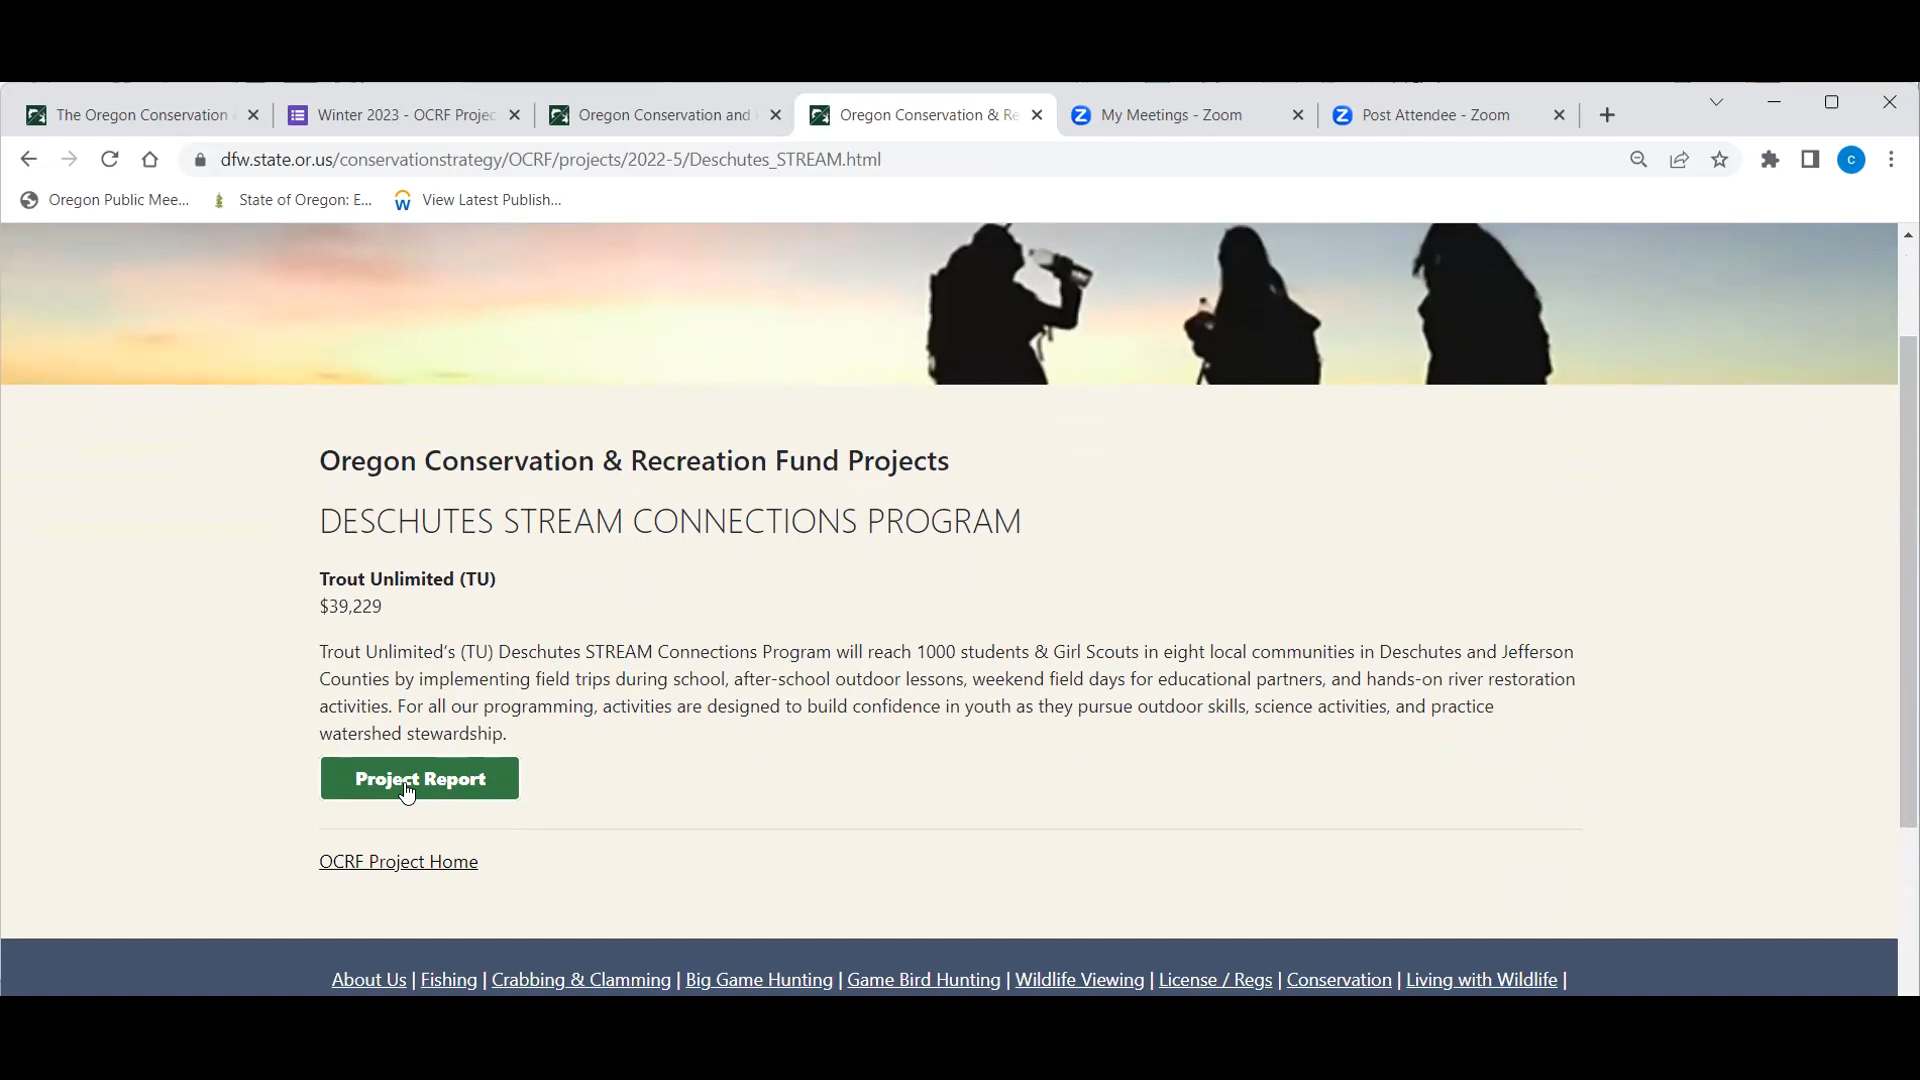 The Oregon Conservation
Winter 2023 - OCRF Projec
Oregon Conservation and
Oregon Conservation & Re
My Meetings - Zoom
Post Attendee - Zoom
dfw.state.or.us/conservationstrategy/OCRF/projects/2022-5/Deschutes_STREAM.html
c
Oregon Public Mee...
State of Oregon: E...
View Latest Publish...
Oregon Conservation & Recreation Fund Projects
DESCHUTES STREAM CONNECTIONS PROGRAM
Trout Unlimited (TU)
$39,229
Trout Unlimited's (TU) Deschutes STREAM Connections Program will reach 1000 students & Girl Scouts in eight local communities in Deschutes and Jefferson
Counties by implementing field trips during school, after-school outdoor lessons, weekend field days for educational partners, and hands-on river restoration
activities. For all our programming, activities are designed to build confidence in youth as they pursue outdoor skills, science activities, and practice
watershed stewardship.
Project Report
OCRF Project Home
About Us | Fishing | Crabbing & Clamming | Big Game Hunting | Game Bird Hunting | Wildlife Viewing | License / Regs | Conservation | Living with Wildlife |